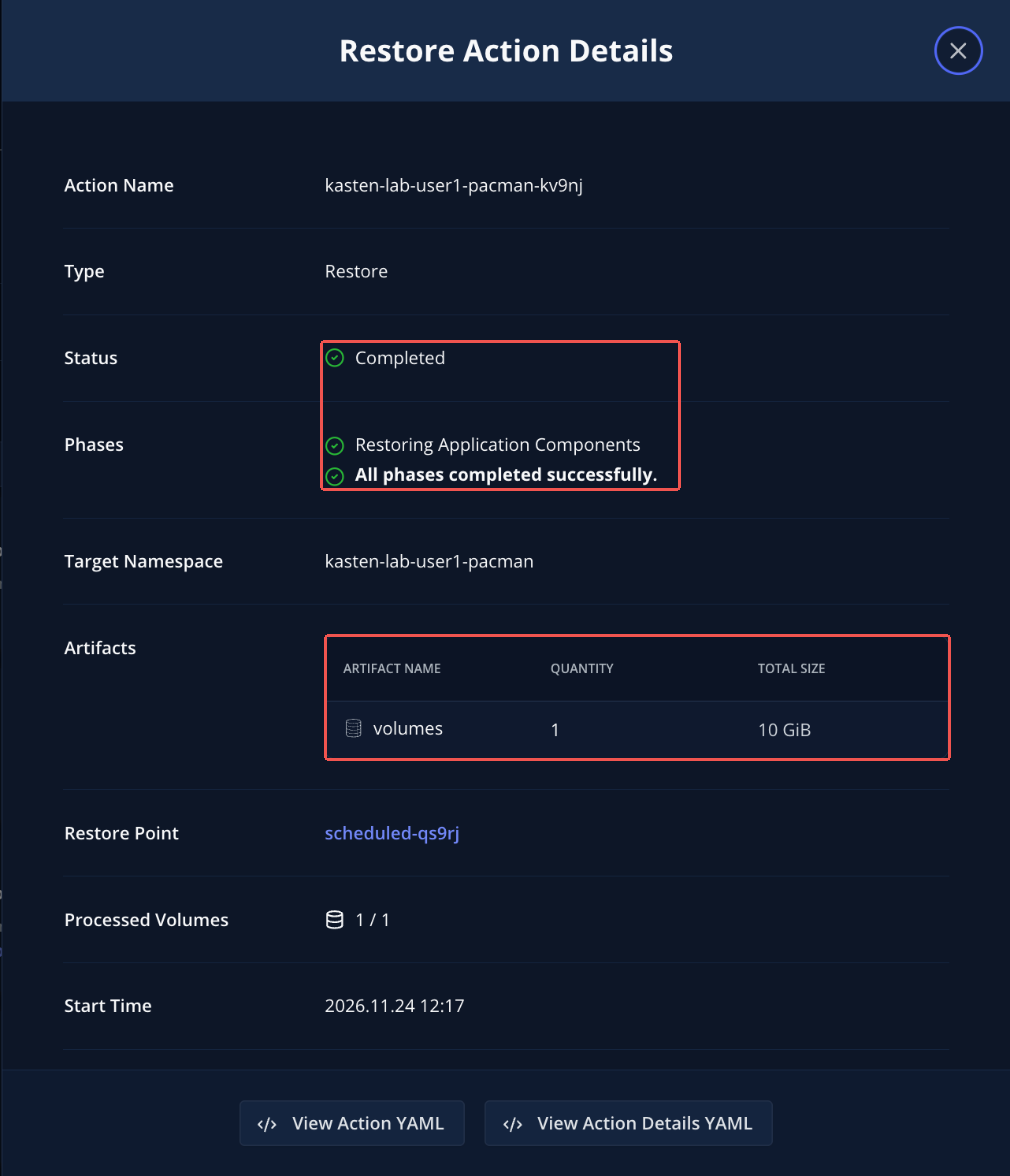 Restore Action Details
Action Name kasten-lab-user1-pacman-kv9nj
Type Restore
Status Completed
Phases Restoring Application Components
All phases completed successfully.
Target Namespace kasten-lab-user1-pacman
Artifacts
ARTIFACT NAME QUANTITY TOTAL SIZE
volumes 1 10 GiB
Restore Point scheduled-qs9rj
Processed Volumes 1 / 1
Start Time 2026.11.24 12:17
</> View Action YAML </> View Action Details YAML